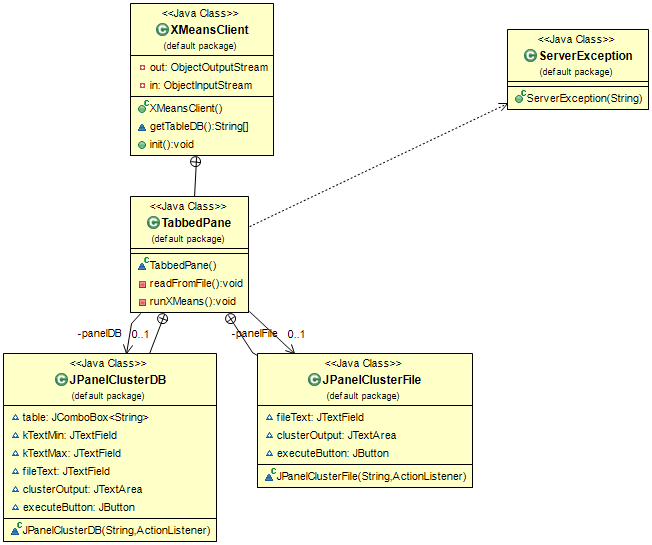 <<Java Class>>
XMeansClient
(default package)
out: ObjectOutputStream
in: ObjectInputStream
XMeansClient()
getTableDB():String[]
init():void
<<Java Class>>
ServerException
(default package)
ServerException(String)
<<Java Class>>
TabbedPane
(default package)
TabbedPane()
readFromFile():void
runXMeans():void
-panelDB 0..1
-panelFile 0..1
<<Java Class>>
JPanelClusterDB
(default package)
table: JComboBox<String>
kTextMin: JTextField
kTextMax: JTextField
fileText: JTextField
clusterOutput: JTextArea
executeButton: JButton
JPanelClusterDB(String,ActionListener)
<<Java Class>>
JPanelClusterFile
(default package)
fileText: JTextField
clusterOutput: JTextArea
executeButton: JButton
JPanelClusterFile(String,ActionListener)